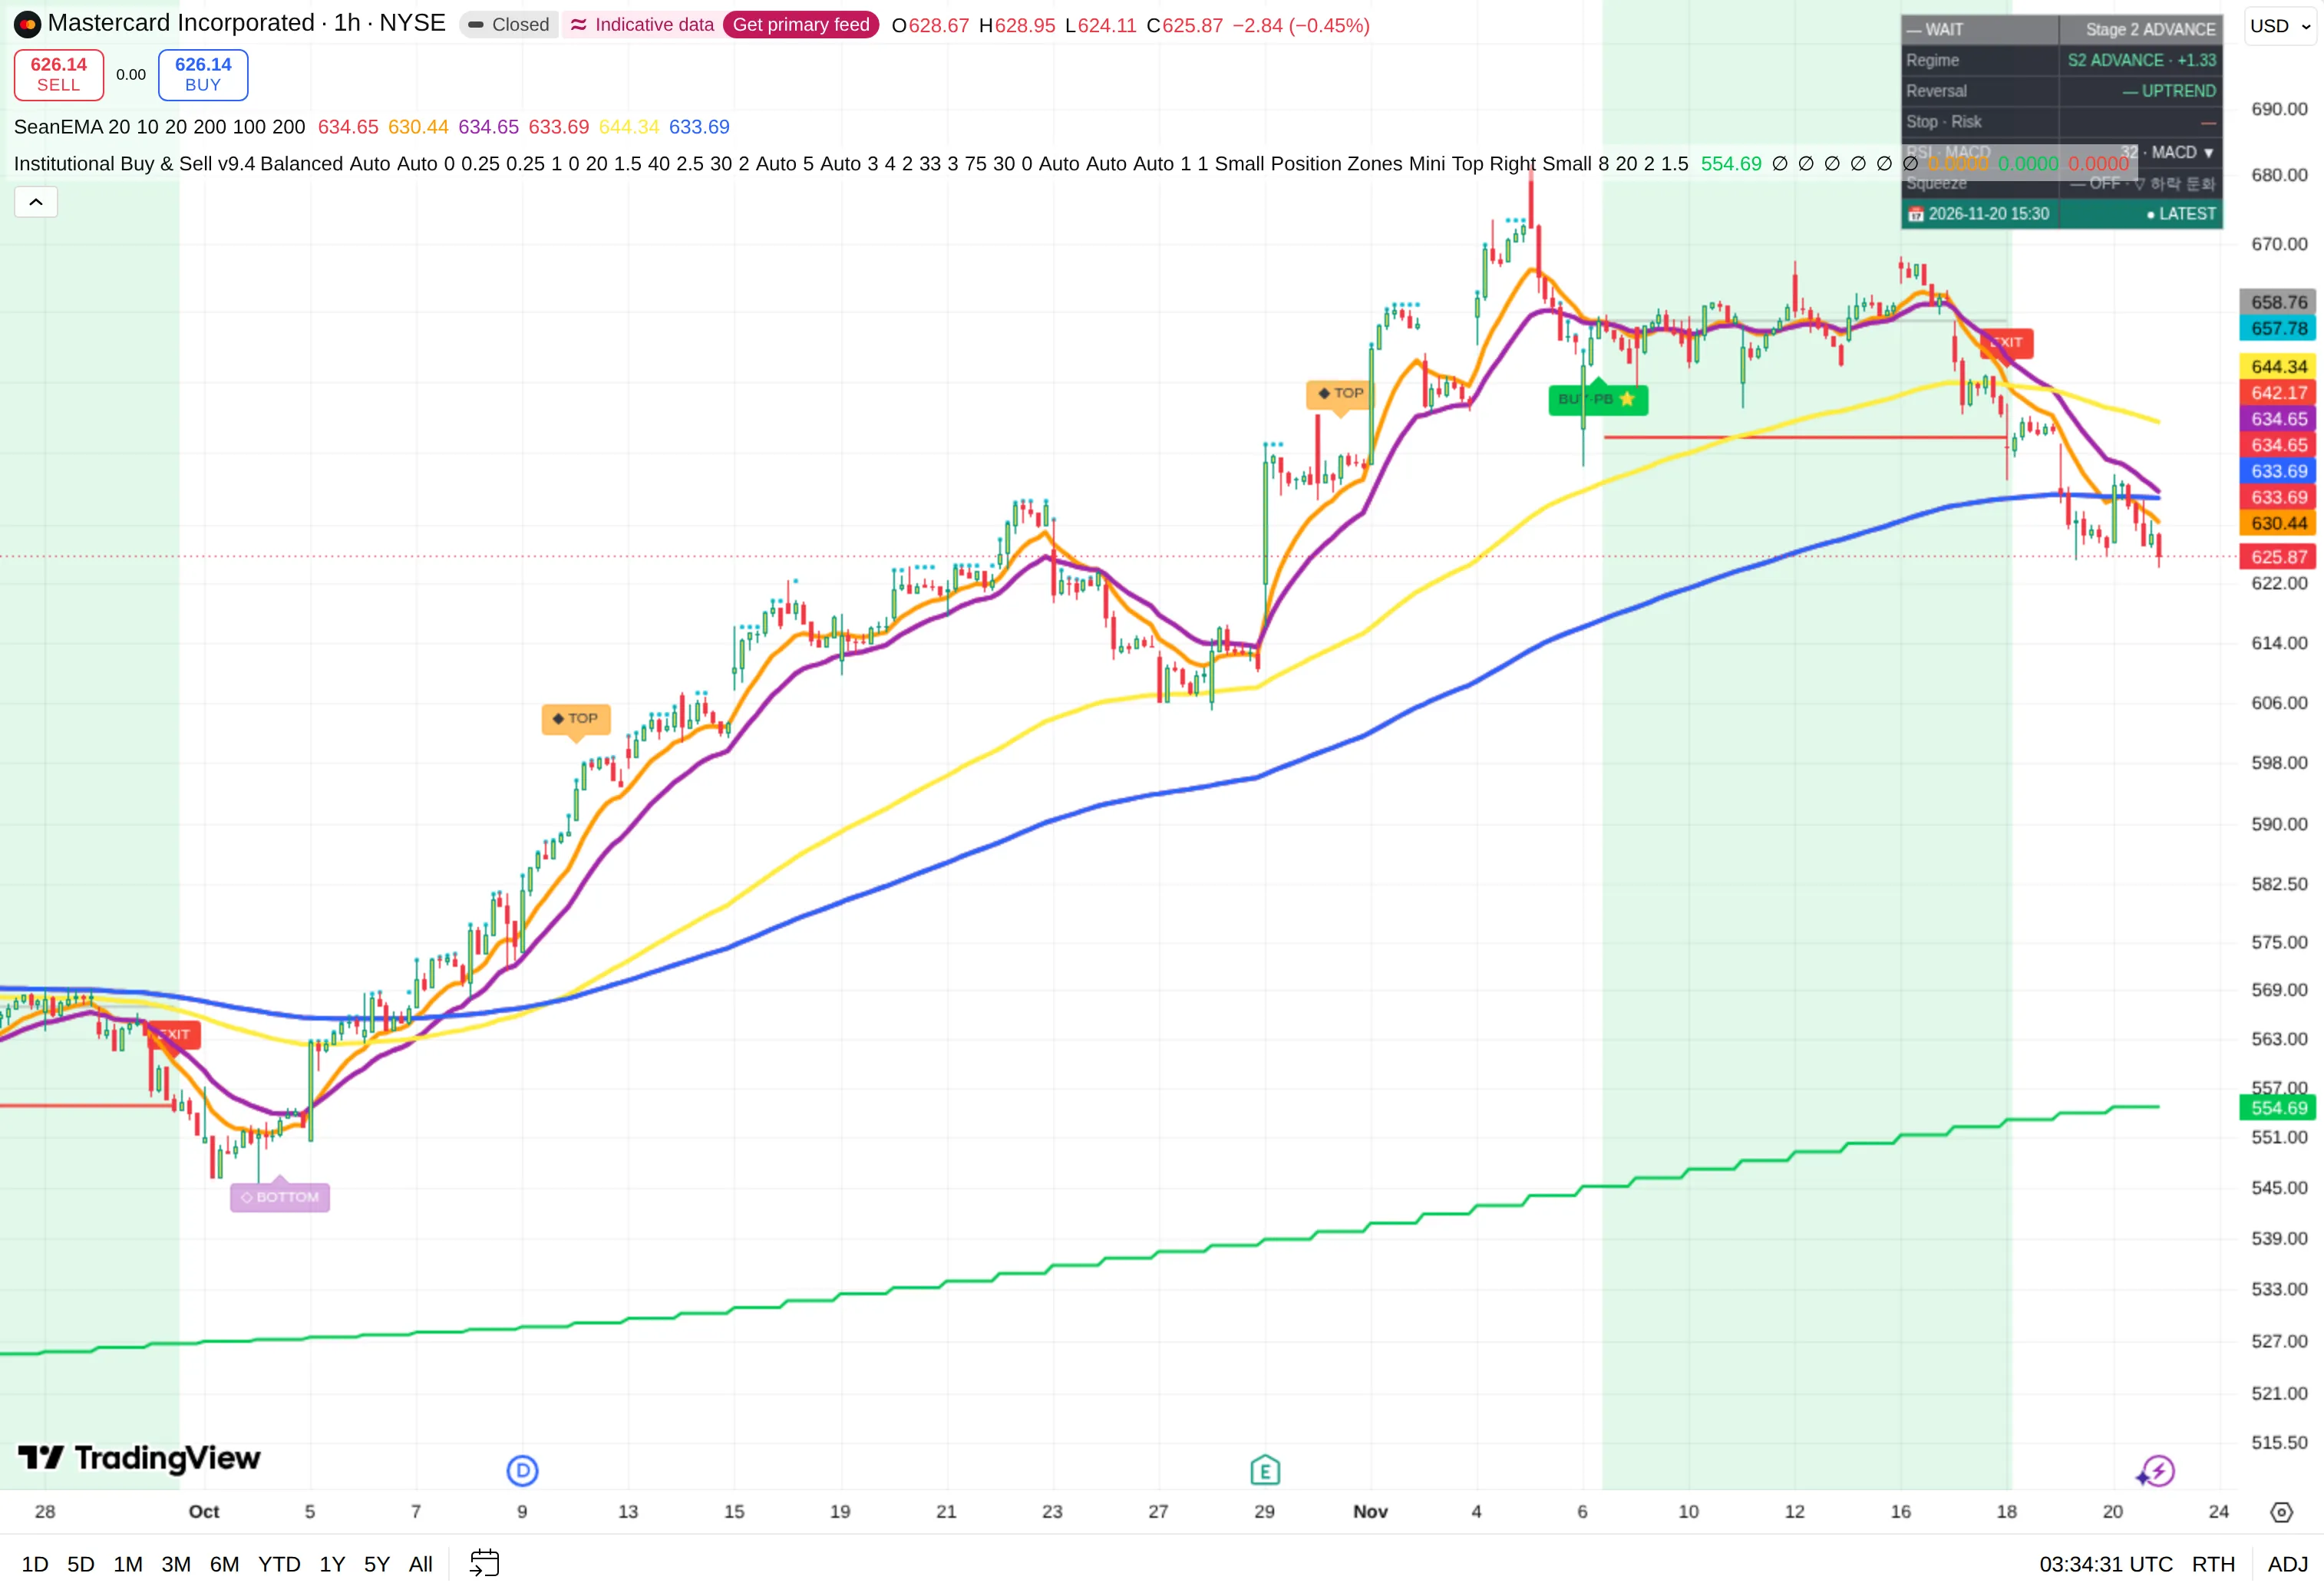 Mastercard Incorporated · 1h · NYSE Closed Indicative data Get primary feed O628.67 H628.95 L624.11 C625.87 −2.84 (−0.45%)
626.14 SELL 0.00 626.14 BUY
SeanEMA 20 10 20 200 100 200 634.65 630.44 634.65 633.69 644.34 633.69
Institutional Buy & Sell v9.4 Balanced Auto Auto 0 0.25 0.25 1 0 20 1.5 40 2.5 30 2 Auto 5 Auto 3 4 2 33 3 75 30 0 Auto Auto Auto 1 1 Small Position Zones Mini Top Right Small 8 20 2 1.5 554.69 ∅ ∅ ∅ ∅ ∅ ∅ 0.0000 0.0000 0.0000
— WAIT Stage 2 ADVANCE
Regime S2 ADVANCE · +1.33
Reversal — UPTREND
Stop · Risk —
RSI · MACD 32 · MACD ▼
Squeeze — OFF · ▽ 하락 둔화
📅 2026-11-20 15:30 ● LATEST
USD
690.00
680.00
670.00
658.76
657.78
644.34
642.17
634.65
634.65
633.69
633.69
630.44
625.87
622.00
614.00
606.00
598.00
590.00
582.50
575.00
569.00
563.00
557.00
554.69
551.00
545.00
539.00
533.00
527.00
521.00
515.50
EXIT
◆ TOP
BUY·PB ⭐
◆ TOP
EXIT
◇ BOTTOM
TradingView
D
E
28 Oct 5 7 9 13 15 19 21 23 27 29 Nov 4 6 10 12 16 18 20 24
1D 5D 1M 3M 6M YTD 1Y 5Y All 03:34:31 UTC RTH ADJ